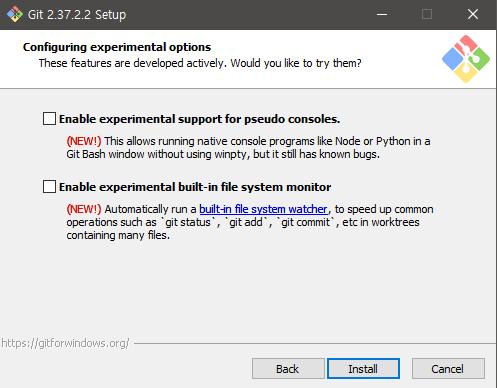 Git 2.37.2.2 Setup
Configuring experimental options
These features are developed actively. Would you like to try them?
Enable experimental support for pseudo consoles.
(NEW!) This allows running native console programs like Node or Python in a
Git Bash window without using winpty, but it still has known bugs.
Enable experimental built-in file system monitor
(NEW!) Automatically run a built-in file system watcher, to speed up common
operations such as `git status`, `git add`, `git commit`, etc in worktrees
containing many files.
https://gitforwindows.org/
Back
Install
Cancel